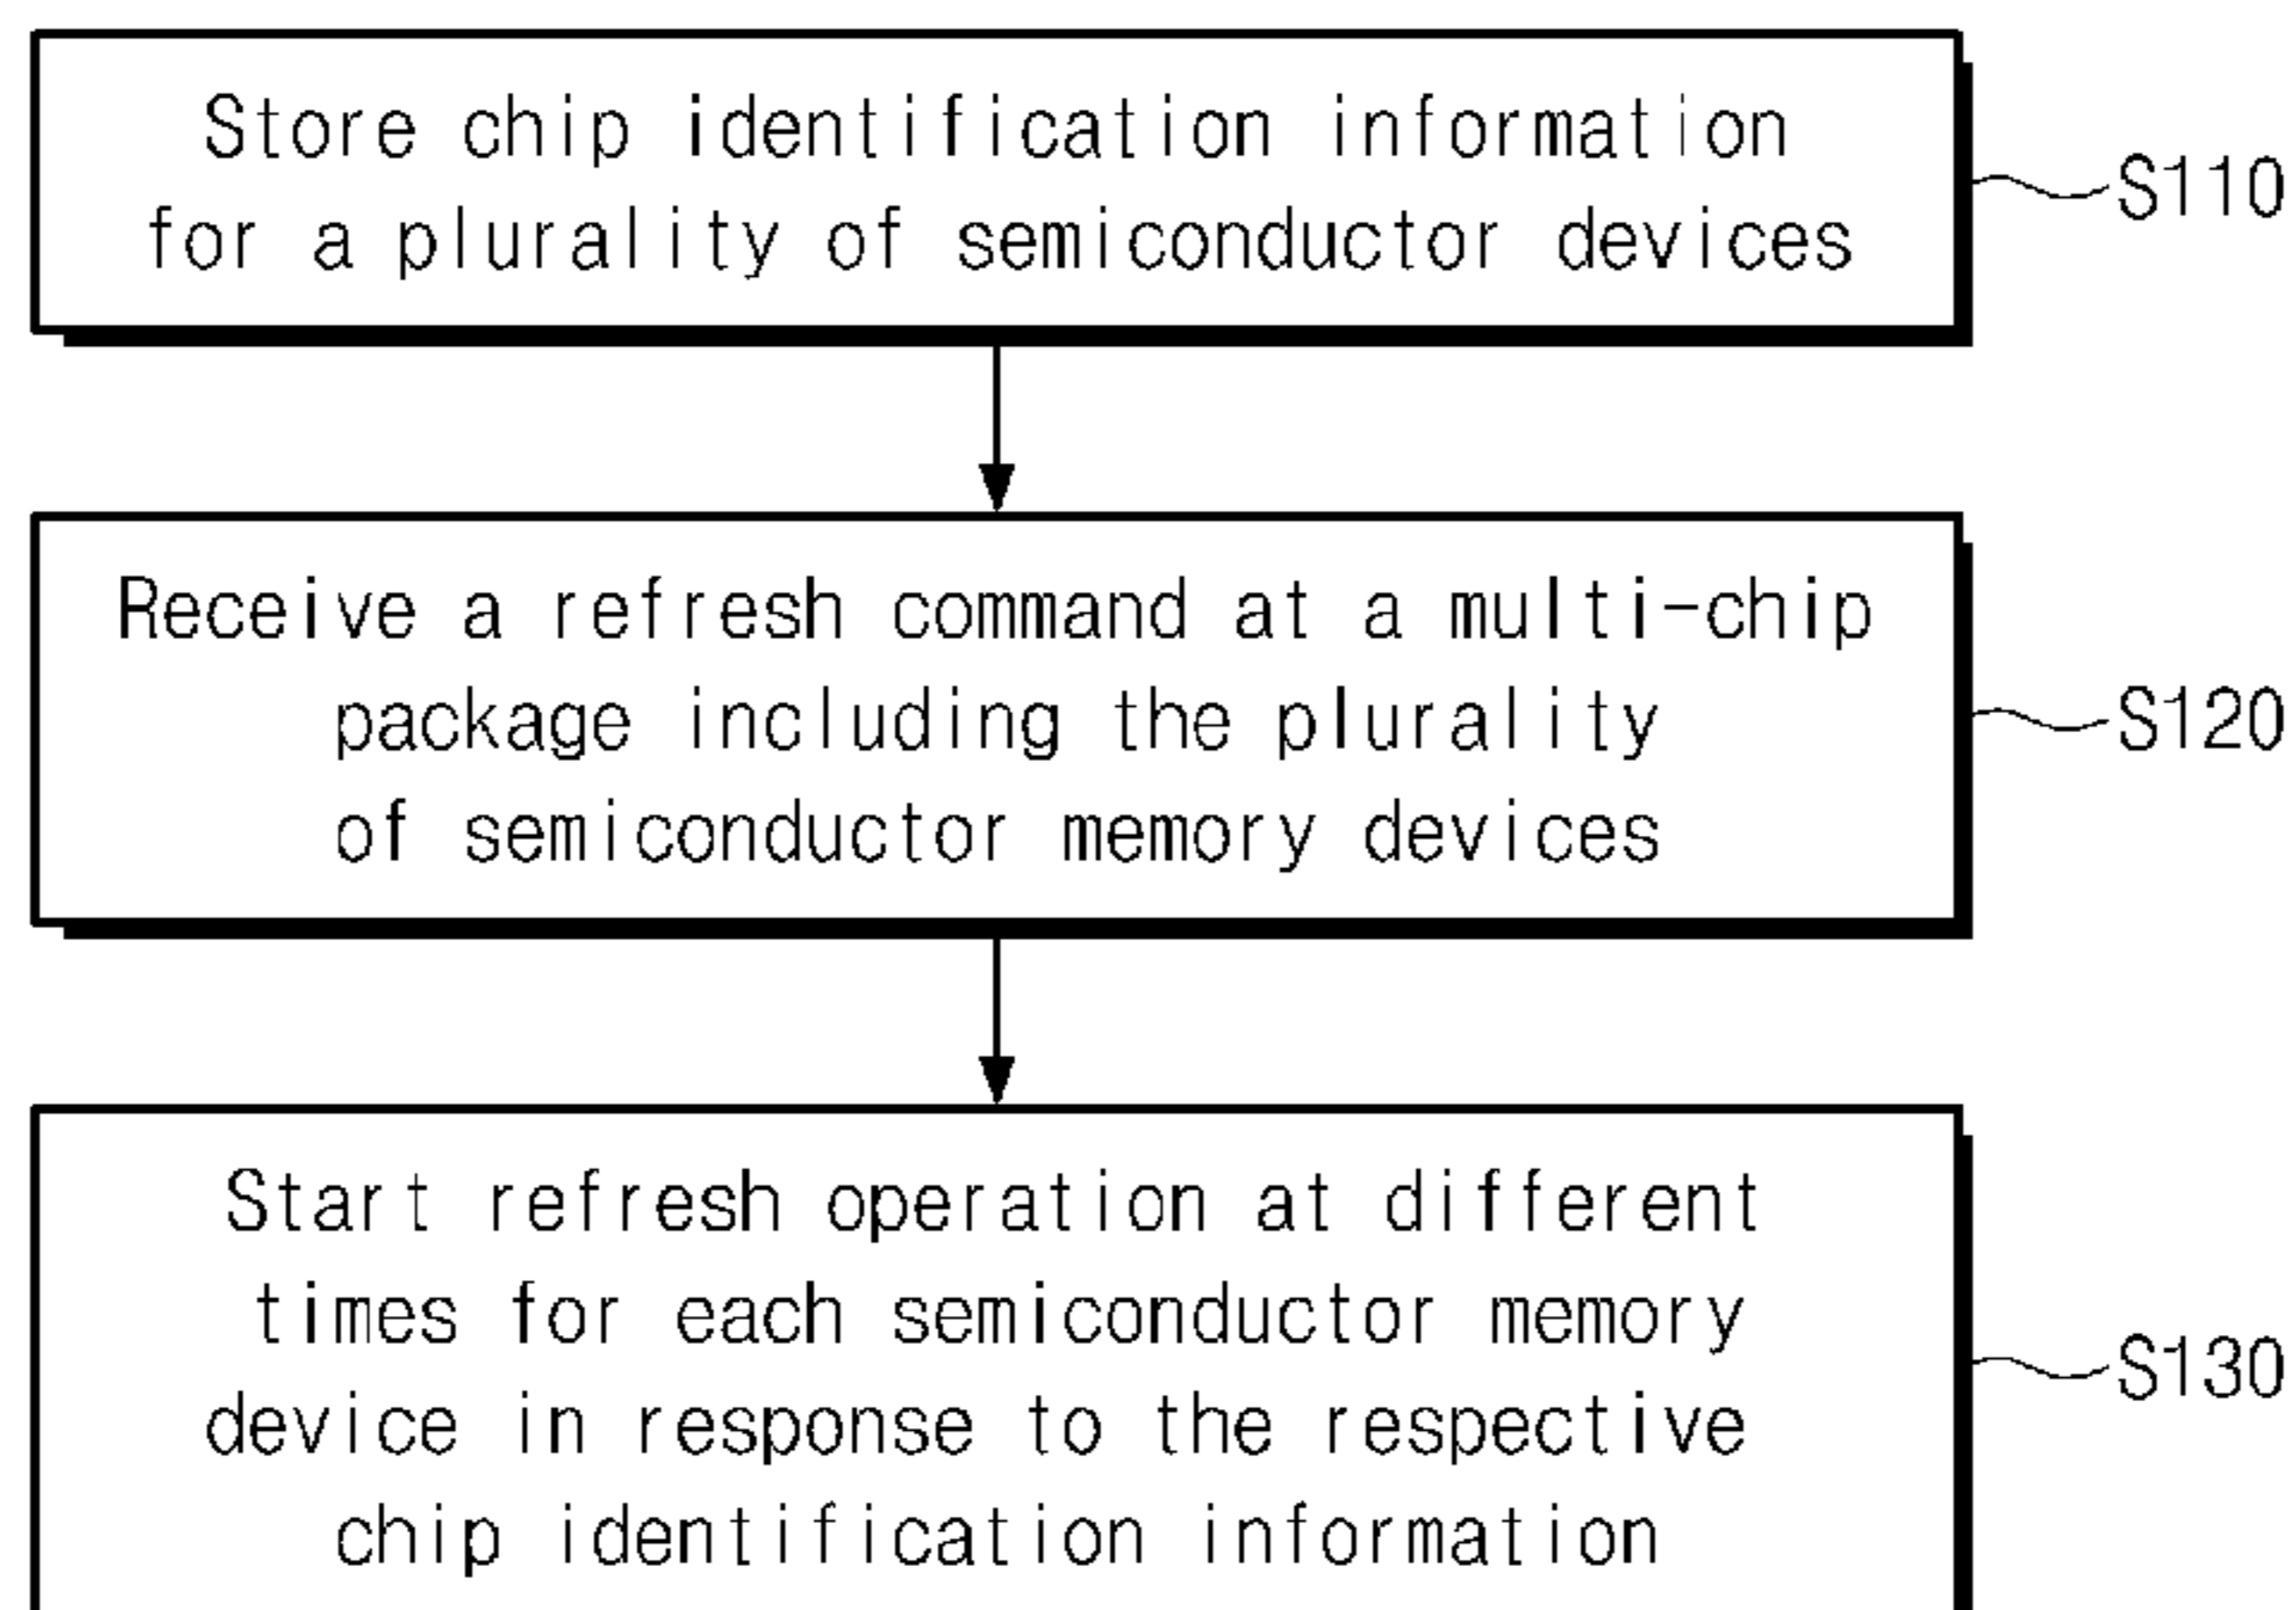 Store chip identification information
for a plurality of semiconductor devices
S110
Receive a refresh command at a multi-chip
package including the plurality
of semiconductor memory devices
S120
Start refresh operation at different
times for each semiconductor memory
device in response to the respective
chip identification information
S130